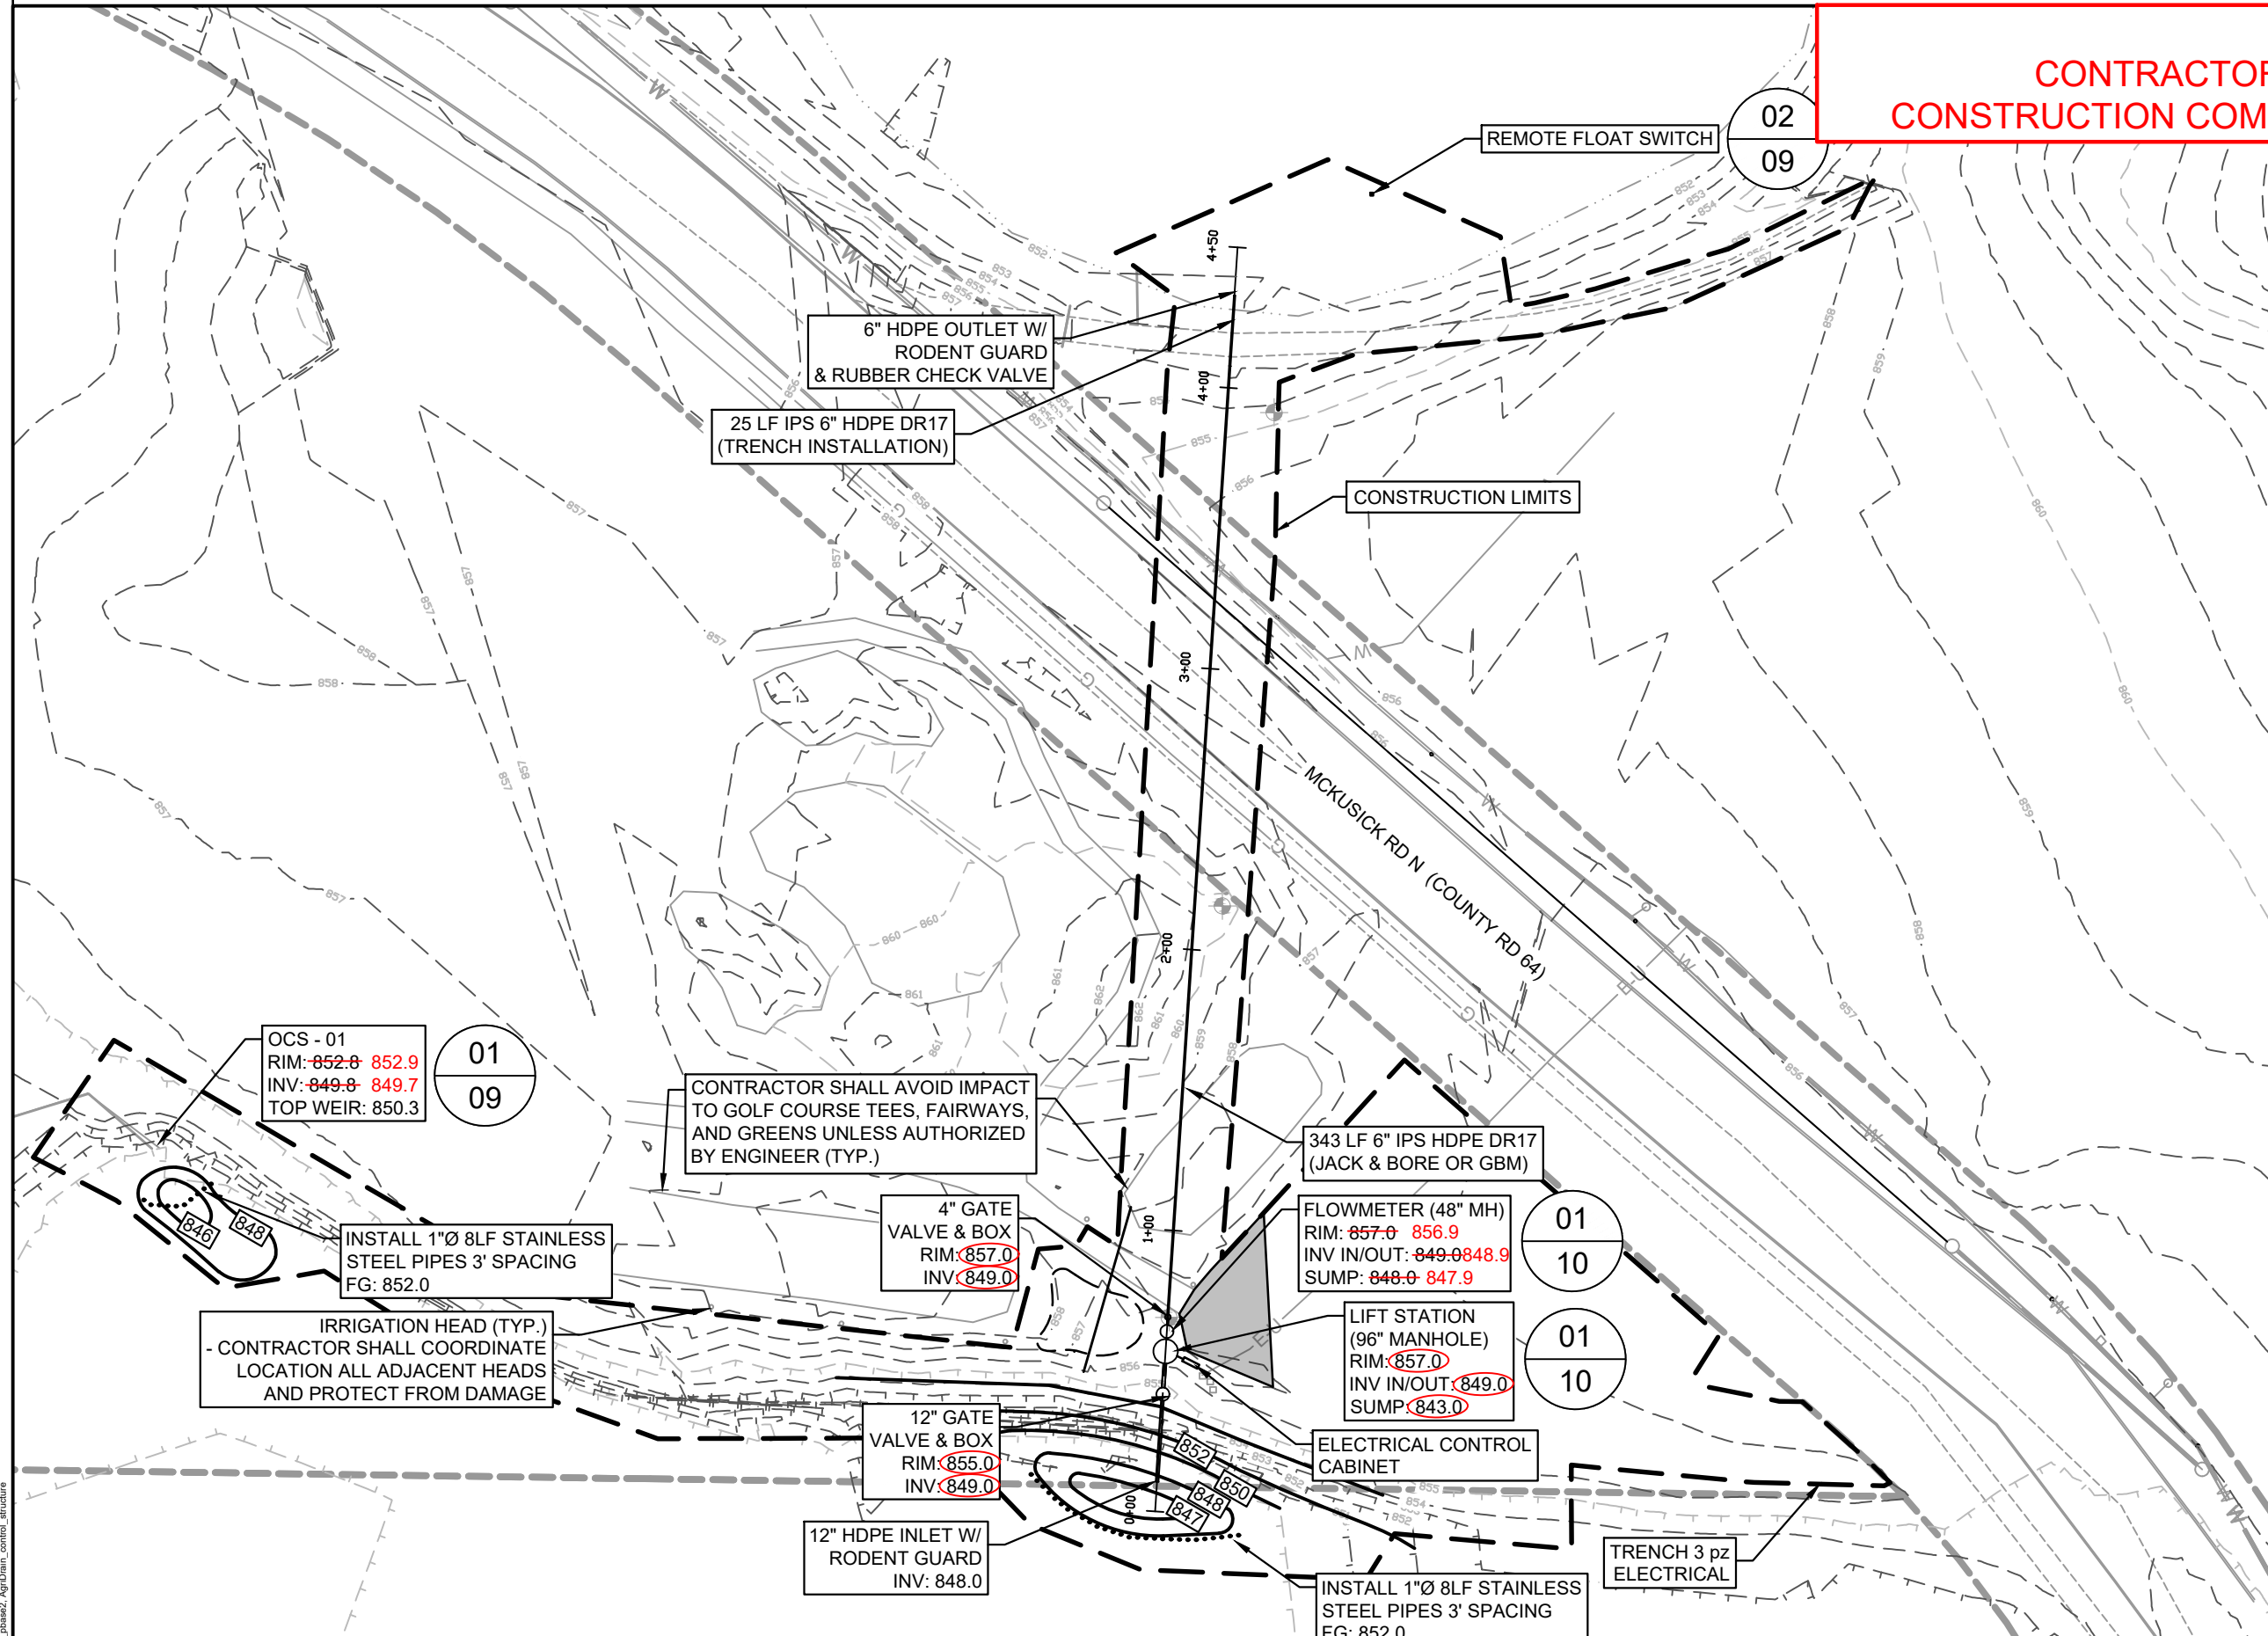 CONTRACTOR
CONSTRUCTION COM
REMOTE FLOAT SWITCH
02
09
4+50
6" HDPE OUTLET W/
RODENT GUARD
& RUBBER CHECK VALVE
4+00
25 LF IPS 6" HDPE DR17
(TRENCH INSTALLATION)
CONSTRUCTION LIMITS
3+00
MCKUSICK RD N (COUNTY RD 64)
2+00
OCS - 01
RIM: 852.8 852.9
INV: 849.8 849.7
TOP WEIR: 850.3
01
09
CONTRACTOR SHALL AVOID IMPACT
TO GOLF COURSE TEES, FAIRWAYS,
AND GREENS UNLESS AUTHORIZED
BY ENGINEER (TYP.)
343 LF 6" IPS HDPE DR17
(JACK & BORE OR GBM)
4" GATE
VALVE & BOX
RIM: 857.0
INV: 849.0
1+00
FLOWMETER (48" MH)
RIM: 857.0 856.9
INV IN/OUT: 849.0 848.9
SUMP: 848.0 847.9
01
10
846
848
INSTALL 1"Ø 8LF STAINLESS
STEEL PIPES 3' SPACING
FG: 852.0
IRRIGATION HEAD (TYP.)
- CONTRACTOR SHALL COORDINATE
LOCATION ALL ADJACENT HEADS
AND PROTECT FROM DAMAGE
LIFT STATION
(96" MANHOLE)
RIM: 857.0
INV IN/OUT: 849.0
SUMP: 843.0
01
10
12" GATE
VALVE & BOX
RIM: 855.0
INV: 849.0
ELECTRICAL CONTROL
CABINET
852
850
848
847
0+00
12" HDPE INLET W/
RODENT GUARD
INV: 848.0
TRENCH 3 pz
ELECTRICAL
INSTALL 1"Ø 8LF STAINLESS
STEEL PIPES 3' SPACING
FG: 852.0